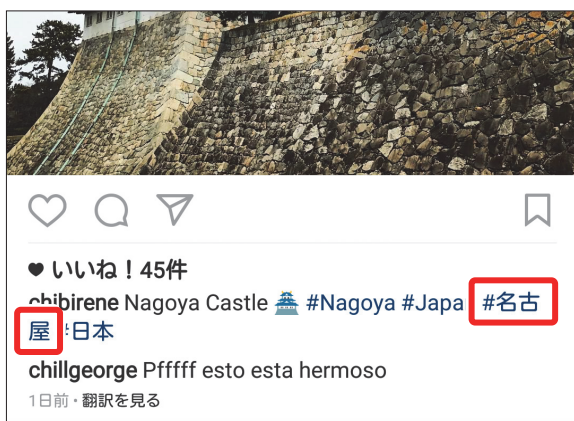 いいね！45件
chibirene Nagoya Castle 🏯 #Nagoya #Japa #名古
屋 #日本
chillgeorge Pfffff esto esta hermoso
1日前・翻訳を見る